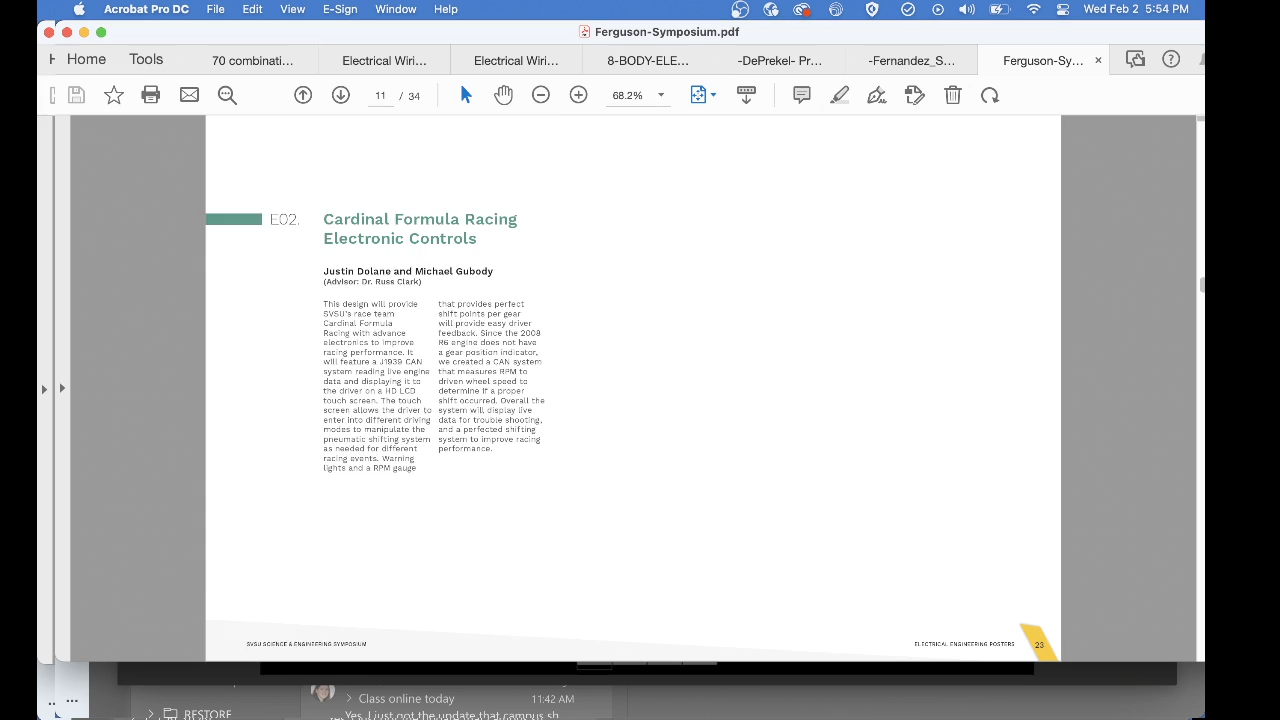 Acrobat Pro DC File Edit View E-Sign Window Help
Wed Feb 2 5:54 PM
Ferguson-Symposium.pdf
Home Tools 70 combinati... Electrical Wiri... Electrical Wiri... 8-BODY-ELE... -DePrekel- Pr... -Fernandez_S... Ferguson-Sy... ×
11 / 34 68.2%
E02. Cardinal Formula Racing
Electronic Controls
Justin Dolane and Michael Gubody
(Advisor: Dr. Russ Clark)
This design will provide
SVSU's race team
Cardinal Formula
Racing with advance
electronics to improve
racing performance. It
will feature a J1939 CAN
system reading live engine
data and displaying it to
the driver on a HD LCD
touch screen. The touch
screen allows the driver to
enter into different driving
modes to manipulate the
pneumatic shifting system
as needed for different
racing events. Warning
lights and a RPM gauge
that provides perfect
shift points per gear
will provide easy driver
feedback. Since the 2008
R6 engine does not have
a gear position indicator,
we created a CAN system
that measures RPM to
driven wheel speed to
determine if a proper
shift occurred. Overall the
system will display live
data for trouble shooting,
and a perfected shifting
system to improve racing
performance.
SVSU SCIENCE & ENGINEERING SYMPOSIUM
ELECTRICAL ENGINEERING POSTERS 23
Class online today 11:42 AM
RESTORE
Yes, I just got the update that campus sh